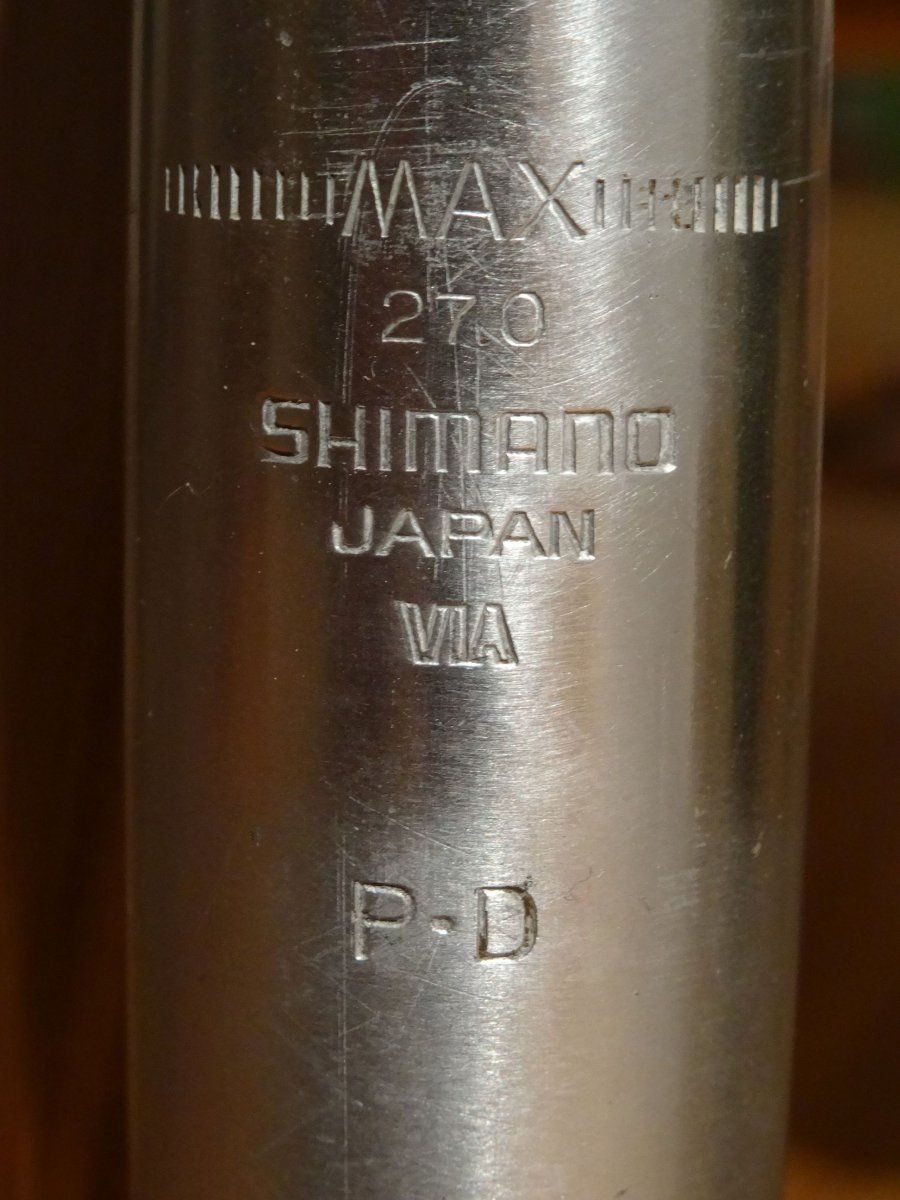 MAX
27.0
SHIMANO
JAPAN
VIA
P·D